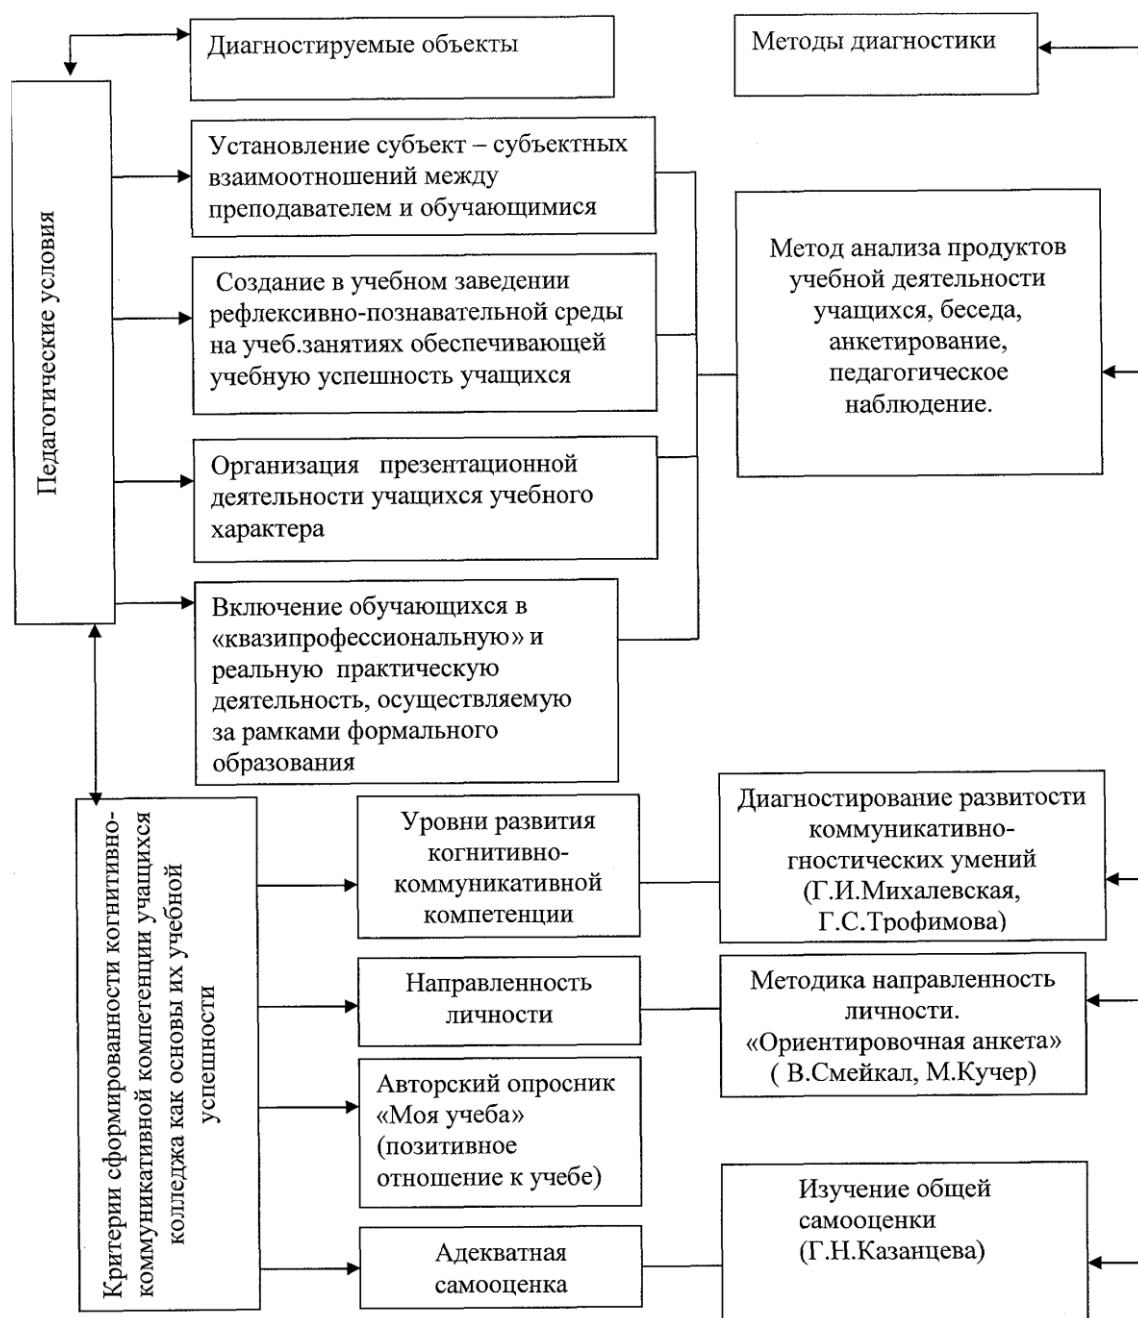 Диагностируемые объекты
Методы диагностики
Педагогические условия
Установление субъект – субъектных
взаимоотношений между
преподавателем и обучающимися
Создание в учебном заведении
рефлексивно-познавательной среды
на учеб.занятиях обеспечивающей
учебную успешность учащихся
Организация презентационной
деятельности учащихся учебного
характера
Включение обучающихся в
«квазипрофессиональную» и
реальную практическую
деятельность, осуществляемую
за рамками формального
образования
Метод анализа продуктов
учебной деятельности
учащихся, беседа,
анкетирование,
педагогическое
наблюдение.
Критерии сформированности когнитивно-
коммуникативной компетенции учащихся
колледжа как основы их учебной
успешности
Уровни развития
когнитивно-
коммуникативной
компетенции
Диагностирование развитости
коммуникативно-
гностических умений
(Г.И.Михалевская,
Г.С.Трофимова)
Направленность
личности
Методика направленность
личности.
«Ориентировочная анкета»
( В.Смейкал, М.Кучер)
Авторский опросник
«Моя учеба»
(позитивное
отношение к учебе)
Адекватная
самооценка
Изучение общей
самооценки
(Г.Н.Казанцева)